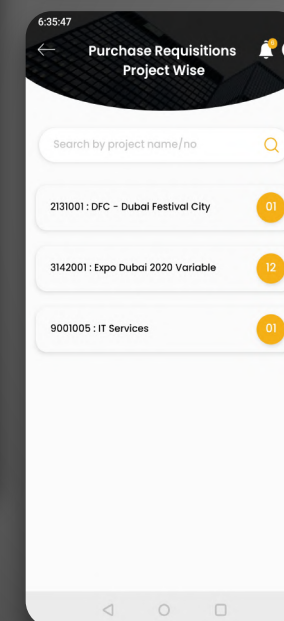 6:35:47
Purchase Requisitions
Project Wise
Search by project name/no
2131001 : DFC - Dubai Festival City
01
3142001 : Expo Dubai 2020 Variable
12
9001005 : IT Services
01